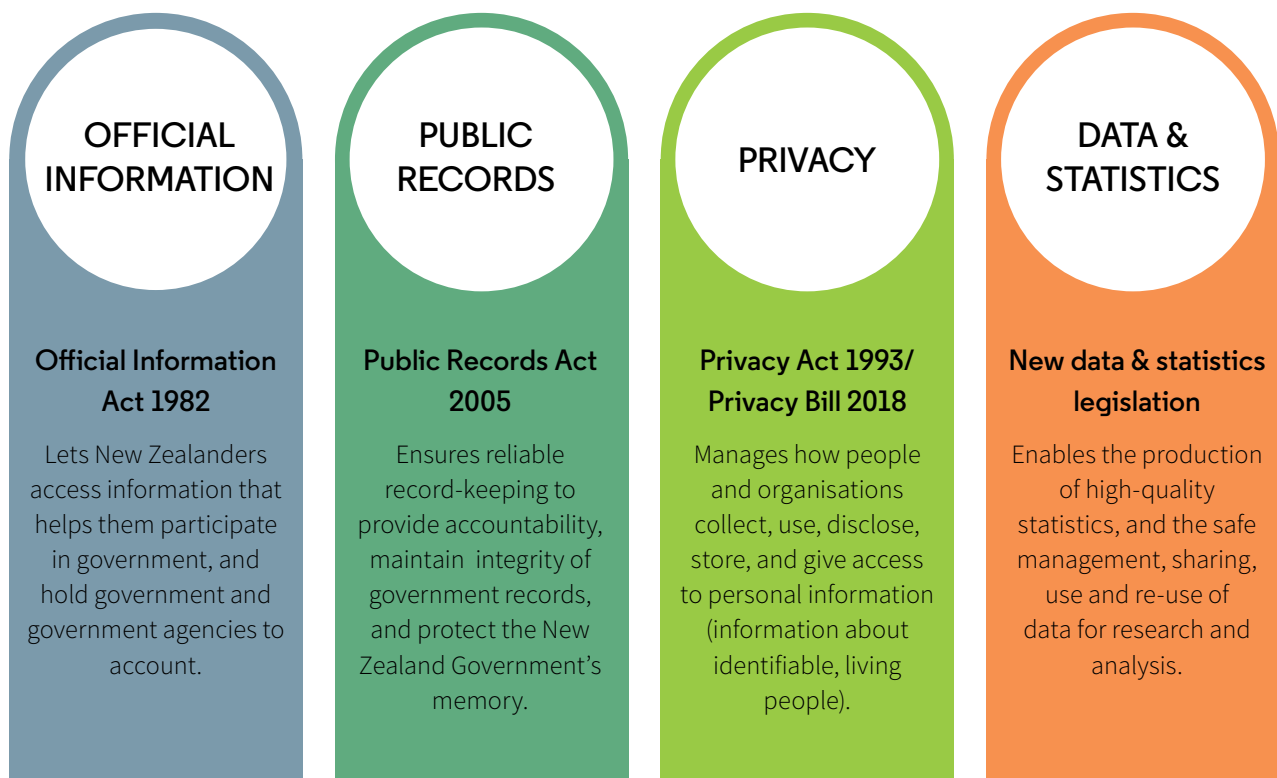 OFFICIAL
INFORMATION
Official Information
Act 1982
Lets New Zealanders
access information that
helps them participate
in government, and
hold government and
government agencies to
account.
PUBLIC
RECORDS
Public Records Act
2005
Ensures reliable
record-keeping to
provide accountability,
maintain  integrity of
government records,
and protect the New
Zealand Government’s
memory.
PRIVACY
Privacy Act 1993/
Privacy Bill 2018
Manages how people
and organisations
collect, use, disclose,
store, and give access
to personal information
(information about
identifiable, living
people).
DATA &
STATISTICS
New data & statistics
legislation
Enables the production
of high-quality
statistics, and the safe
management, sharing,
use and re-use of
data for research and
analysis.